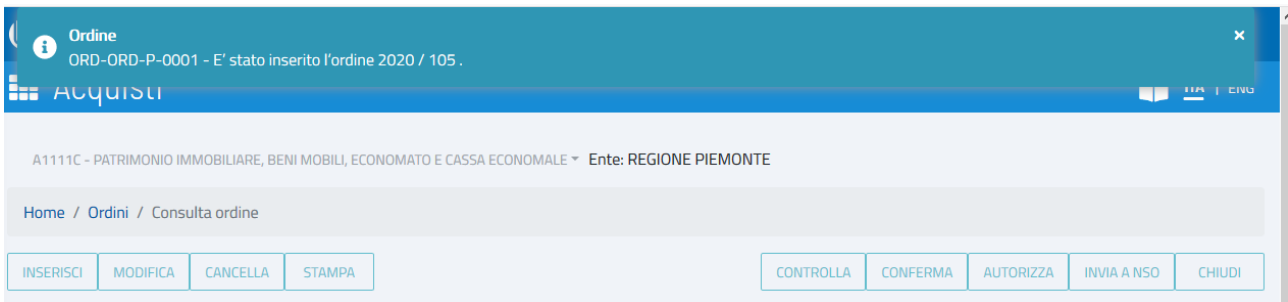 Ordine
ORD-ORD-P-0001 - E' stato inserito l'ordine 2020 / 105 .
Acquisti
ITA | ENG
A1111C - PATRIMONIO IMMOBILIARE, BENI MOBILI, ECONOMATO E CASSA ECONOMALE Ente: REGIONE PIEMONTE
Home / Ordini / Consulta ordine
INSERISCI MODIFICA CANCELLA STAMPA CONTROLLA CONFERMA AUTORIZZA INVIA A NSO CHIUDI